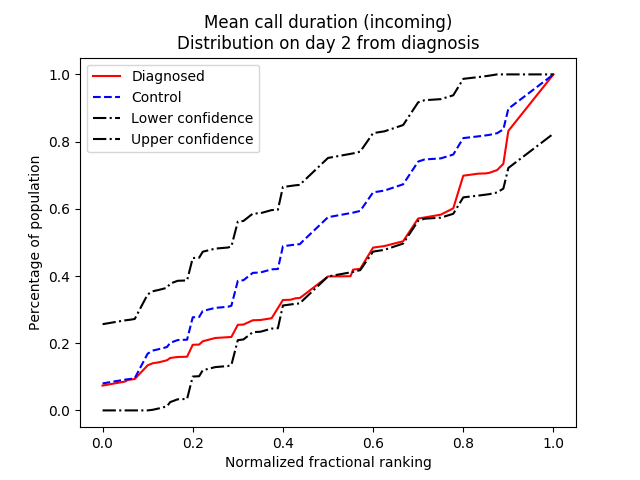 Mean call duration (incoming)
Distribution on day 2 from diagnosis
Diagnosed
Control
Lower confidence
Upper confidence
Percentage of population
1.0
0.8
0.6
0.4
0.2
0.0
0.0 0.2 0.4 0.6 0.8 1.0
Normalized fractional ranking